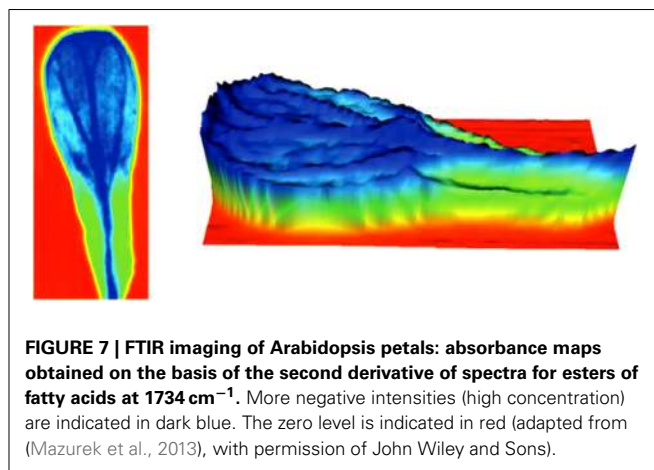 FIGURE 7 | FTIR imaging of Arabidopsis petals: absorbance maps
obtained on the basis of the second derivative of spectra for esters of
fatty acids at 1734 cm−1. More negative intensities (high concentration)
are indicated in dark blue. The zero level is indicated in red (adapted from
(Mazurek et al., 2013), with permission of John Wiley and Sons).